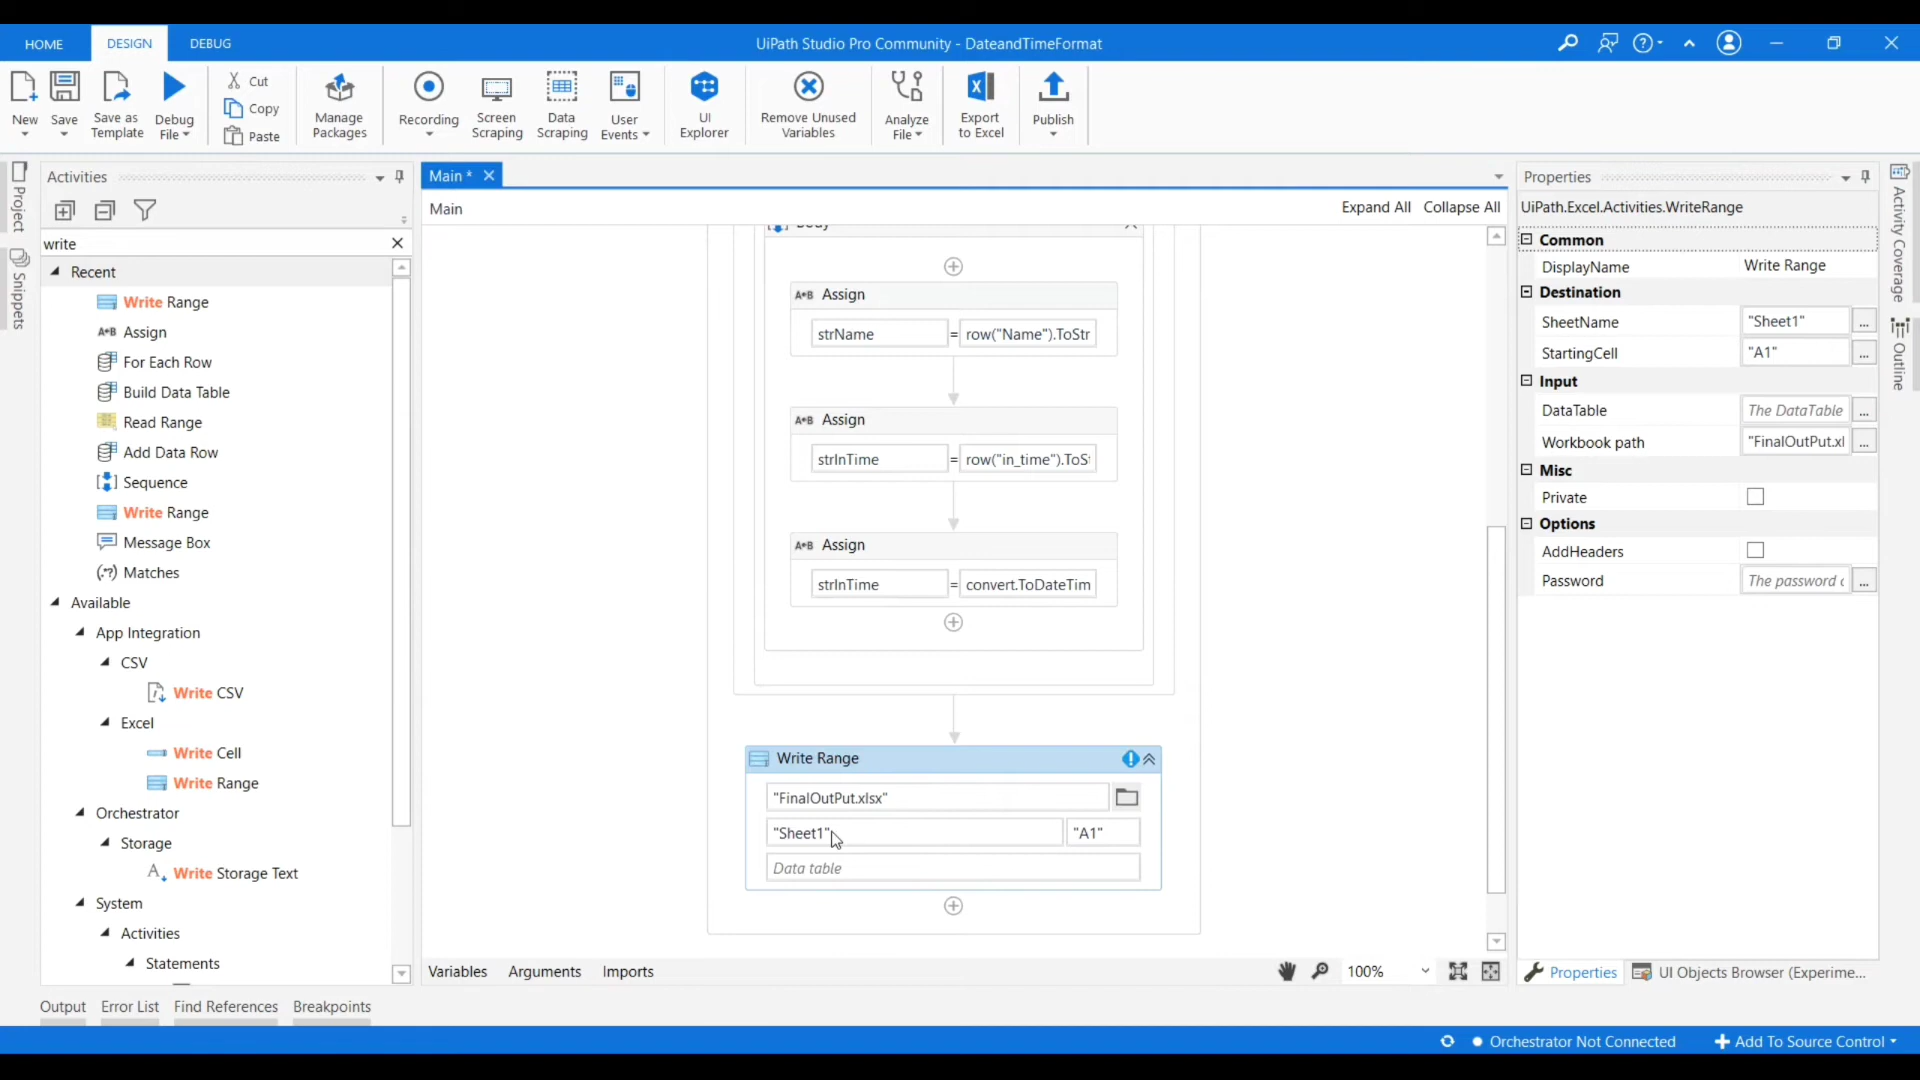 HOME
DESIGN
DEBUG
UiPath Studio Pro Community - DateandTimeFormat
New
Save
Save as Template
Debug File
Cut
Copy
Paste
Manage Packages
Recording
Screen Scraping
Data Scraping
User Events
UI Explorer
Remove Unused Variables
Analyze File
Export to Excel
Publish
Project
Snippets
Activities
write
Recent
Write Range
Assign
For Each Row
Build Data Table
Read Range
Add Data Row
Sequence
Write Range
Message Box
Matches
Available
App Integration
CSV
Write CSV
Excel
Write Cell
Write Range
Orchestrator
Storage
Write Storage Text
System
Activities
Statements
Main *
Main
Expand All
Collapse All
Body
A*B Assign
strName = row("Name").ToStr
A*B Assign
strInTime = row("in_time").ToSt
A*B Assign
strInTime = convert.ToDateTim
Write Range
"FinalOutPut.xlsx"
"Sheet1"
"A1"
Data table
Variables
Arguments
Imports
100%
Properties
UiPath.Excel.Activities.WriteRange
Common
DisplayName Write Range
Destination
SheetName "Sheet1" ...
StartingCell "A1" ...
Input
DataTable The DataTable ...
Workbook path "FinalOutPut.xl ...
Misc
Private
Options
AddHeaders
Password The password ...
Properties
UI Objects Browser (Experime...
Activity Coverage
Outline
Output
Error List
Find References
Breakpoints
Orchestrator Not Connected
Add To Source Control